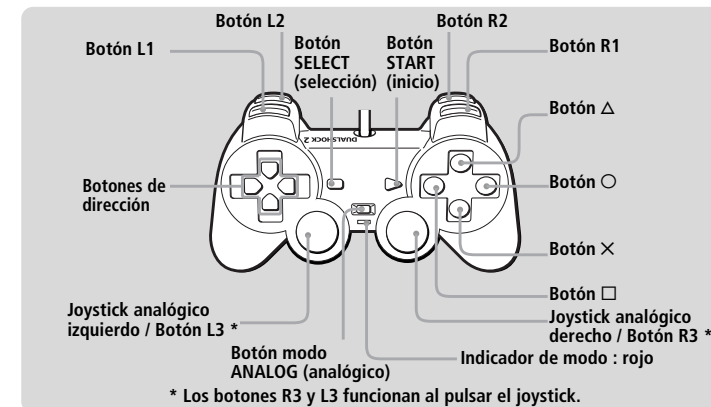 Botón L2
Botón R2
Botón L1
Botón
SELECT
(selección)
Botón
START
(inicio)
Botón R1
Botón △
DUALSHOCK 2
Botones de
dirección
Botón ○
Botón ✕
Botón □
Joystick analógico
izquierdo / Botón L3 *
Joystick analógico
derecho / Botón R3 *
Botón modo
ANALOG (analógico)
Indicador de modo : rojo
* Los botones R3 y L3 funcionan al pulsar el joystick.